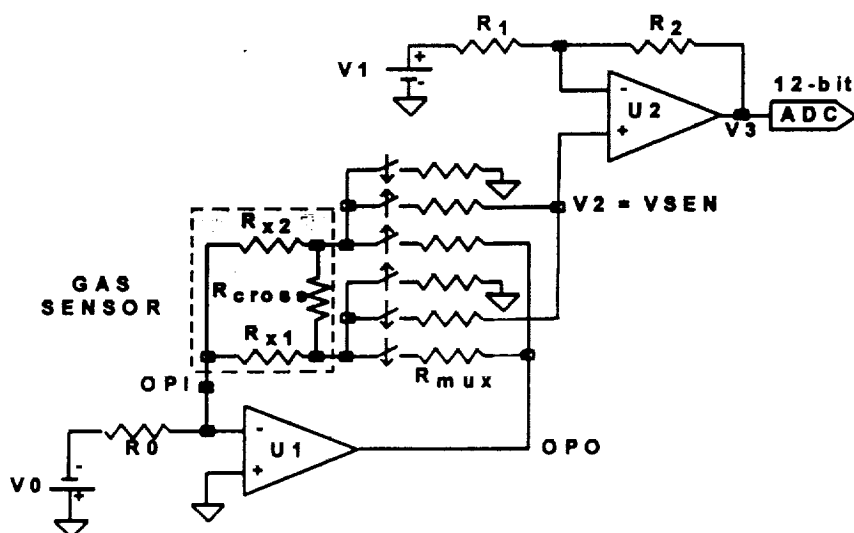 R1
R2
V1
+
-
-
U2
+
12-bit
ADC
V3
V2 = VSEN
Rx2
GAS
SENSOR
Rcross
Rx1
Rmux
OPI
R0
-
U1
+
OPO
-
V0
+